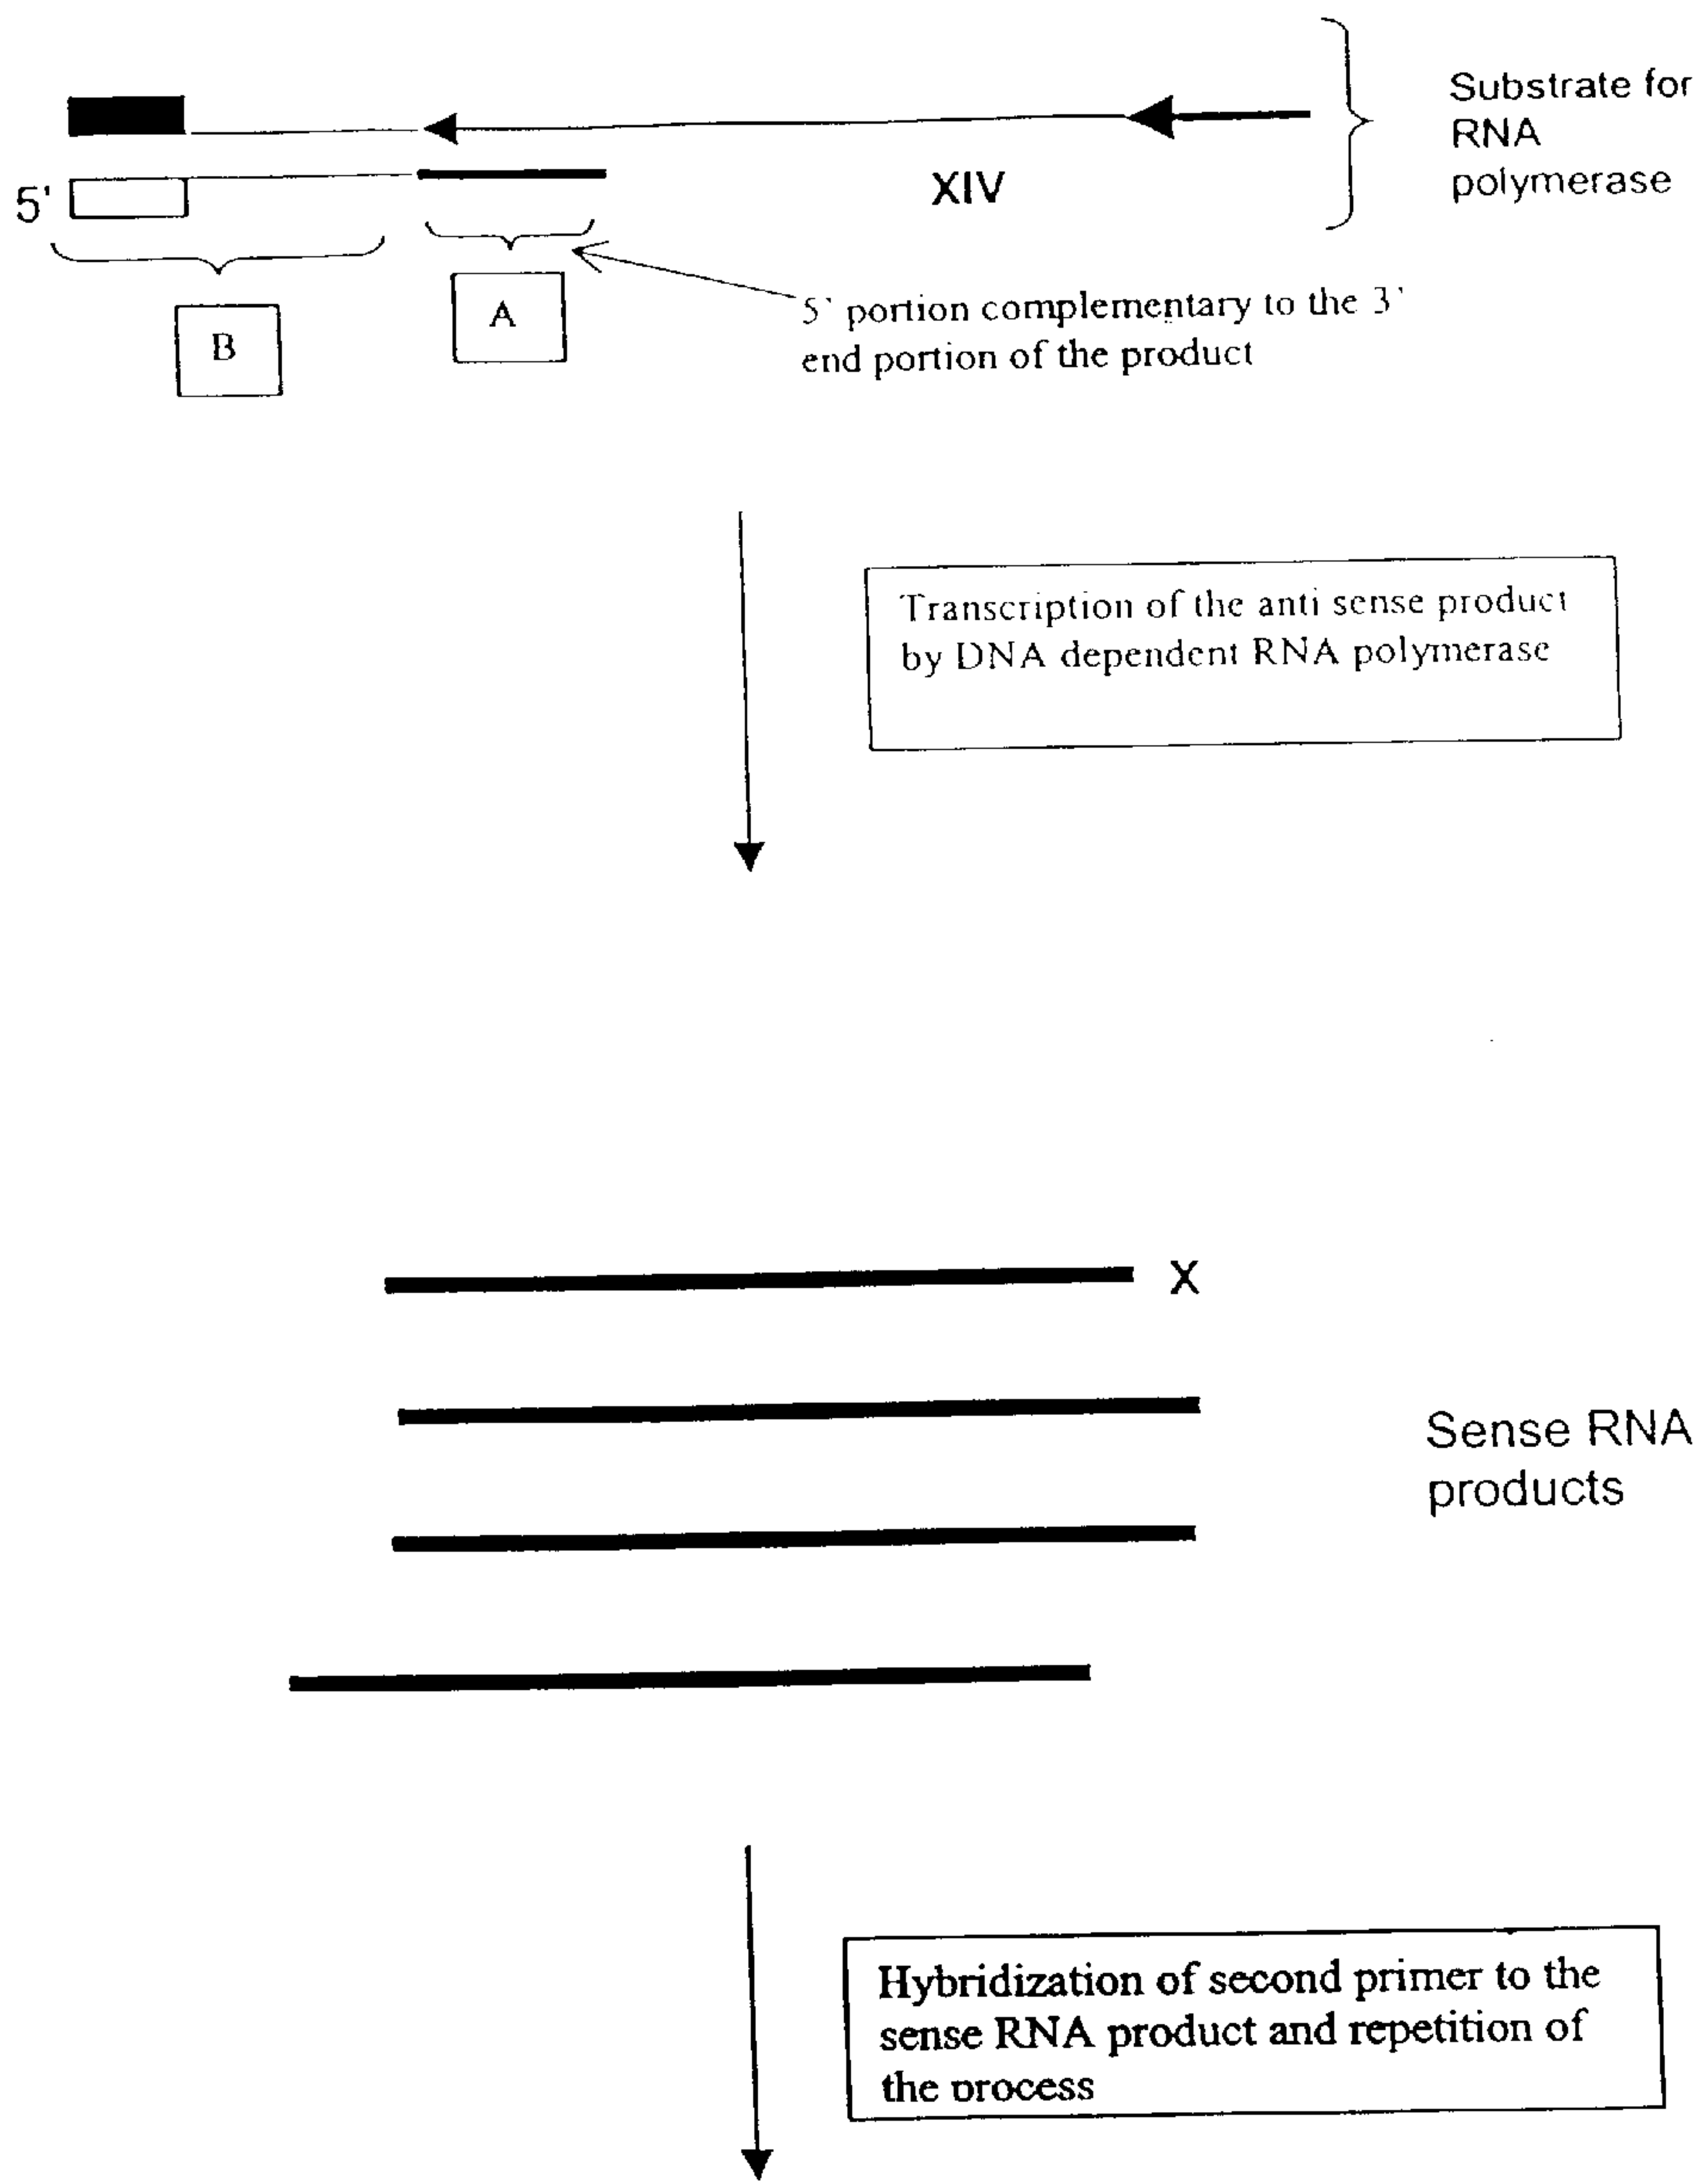 Substrate for
RNA
polymerase
5'
XIV
A
B
5' portion complementary to the 3'
end portion of the product
Transcription of the anti sense product
by DNA dependent RNA polymerase
X
Sense RNA
products
Hybridization of second primer to the
sense RNA product and repetition of
the process